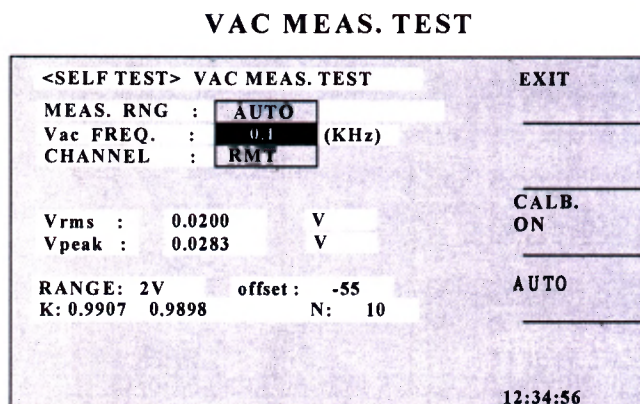 VAC MEAS. TEST
<SELF TEST> VAC MEAS. TEST
EXIT
MEAS. RNG : AUTO
Vac FREQ. : 0.1 (KHz)
CHANNEL : RMT
CALB.
ON
Vrms : 0.0200 V
Vpeak : 0.0283 V
RANGE: 2V offset : -55
AUTO
K: 0.9907 0.9898 N: 10
12:34:56